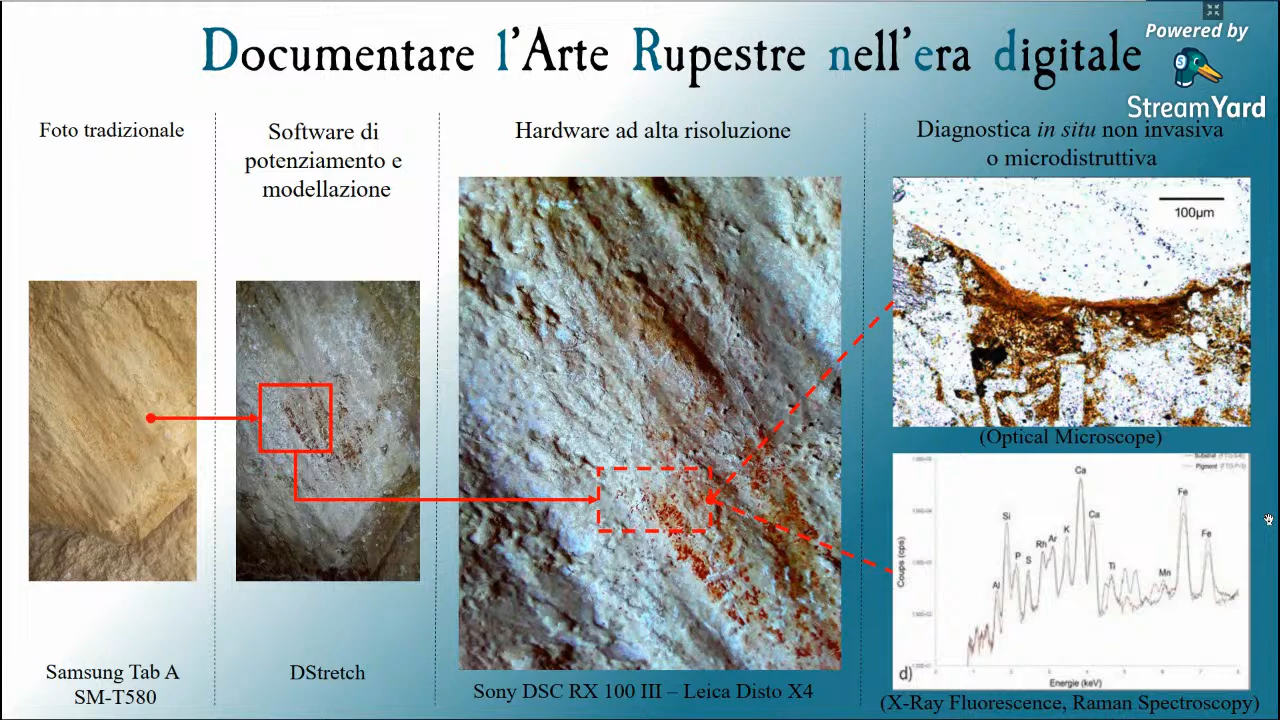 Documentare l'Arte Rupestre nell'era digitale
Powered by
StreamYard
Foto tradizionale
Software di
potenziamento e
modellazione
Hardware ad alta risoluzione
Diagnostica in situ non invasiva
o microdistruttiva
100µm
(Optical Microscope)
Pigment
Ca
Fe
Si
Ca
K
Fe
Rh
Ar
P
S
Ti
Mn
Al
Coups (cps)
d)
Energie (keV)
Samsung Tab A
SM-T580
DStretch
Sony DSC RX 100 III – Leica Disto X4
(X-Ray Fluorescence, Raman Spectroscopy)